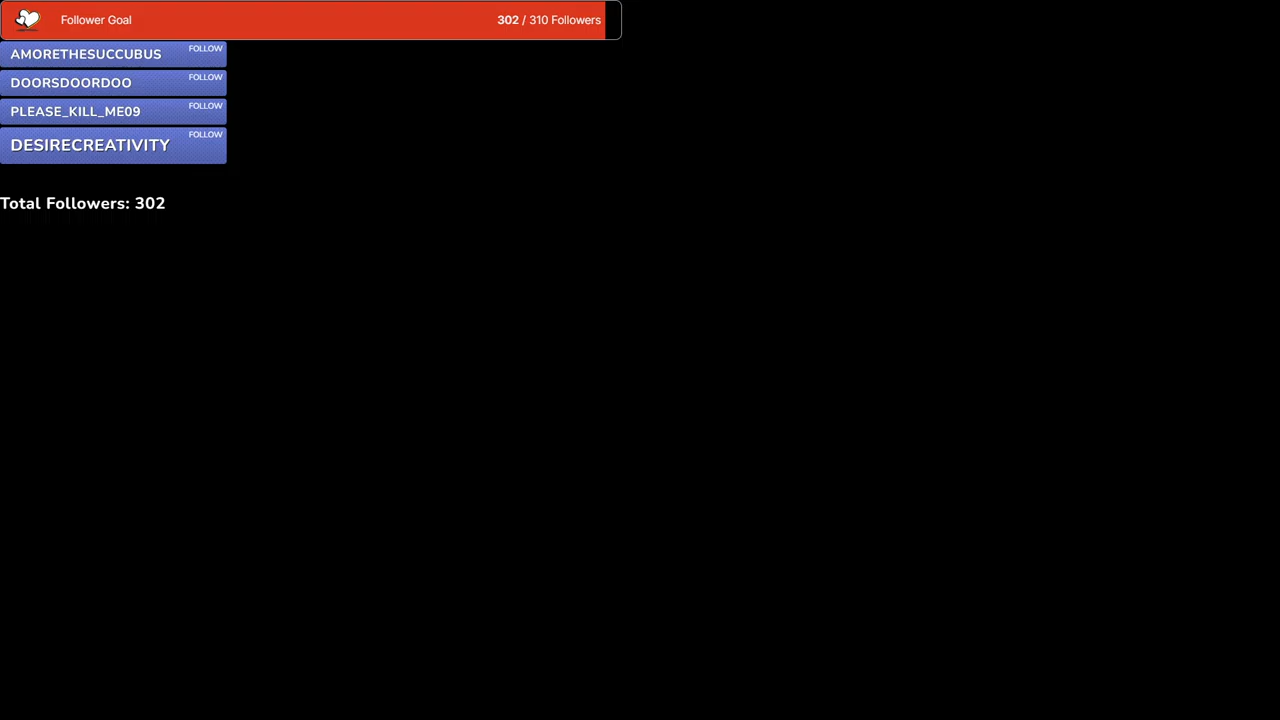 Follower Goal 302 / 310 Followers
AMORETHESUCCUBUS FOLLOW
DOORSDOORDOO FOLLOW
PLEASE_KILL_ME09 FOLLOW
DESIRECREATIVITY FOLLOW
Total Followers: 302